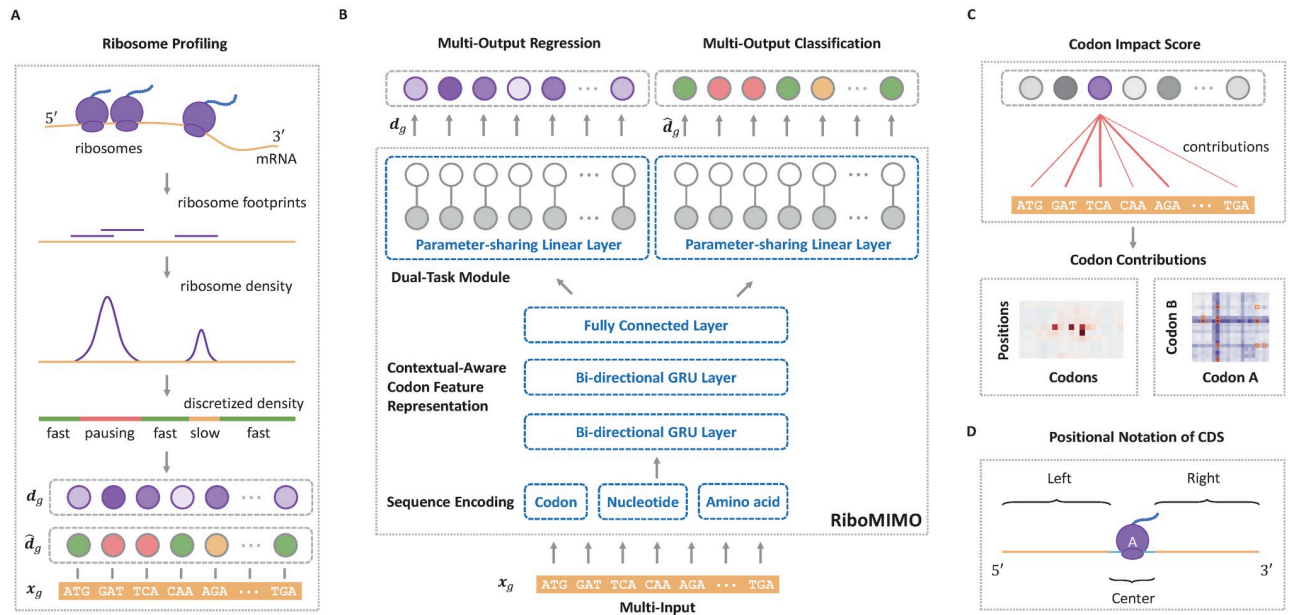 A
Ribosome Profiling
5′
3′
ribosomes
mRNA
ribosome footprints
ribosome density
discretized density
fast pausing fast slow fast
d_g
d̂_g
x_g ATG GAT TCA CAA AGA ··· TGA
B
Multi-Output Regression
Multi-Output Classification
d_g
d̂_g
Parameter-sharing Linear Layer
Parameter-sharing Linear Layer
Dual-Task Module
Fully Connected Layer
Contextual-Aware
Codon Feature
Representation
Bi-directional GRU Layer
Bi-directional GRU Layer
Sequence Encoding
Codon
Nucleotide
Amino acid
RiboMIMO
x_g ATG GAT TCA CAA AGA ··· TGA
Multi-Input
C
Codon Impact Score
contributions
ATG GAT TCA CAA AGA ··· TGA
Codon Contributions
Positions
Codons
Codon B
Codon A
D
Positional Notation of CDS
Left
Right
A
5′
3′
Center